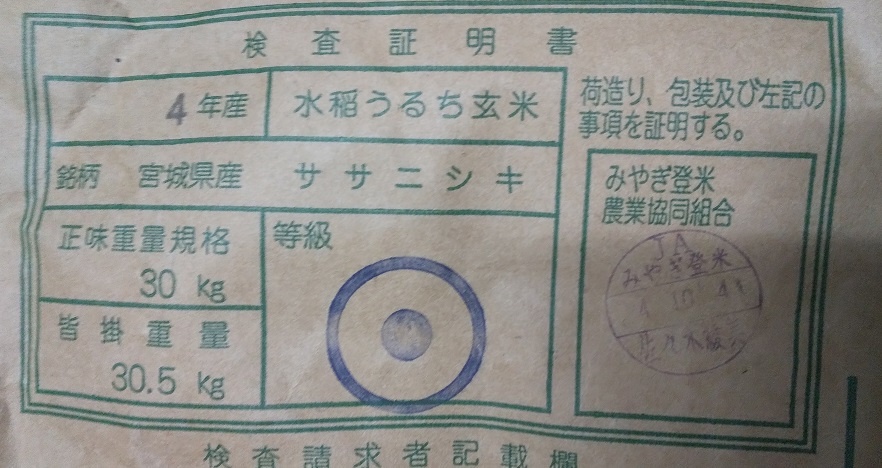 検査証明書
4年産
水稲うるち玄米
銘柄 宮城県産 ササニシキ
正味重量規格
30 kg
皆掛重量
30.5 kg
等級
荷造り、包装及び左記の
事項を証明する。
みやぎ登米
農業協同組合
JA
みやぎ登米
検査請求者記載欄